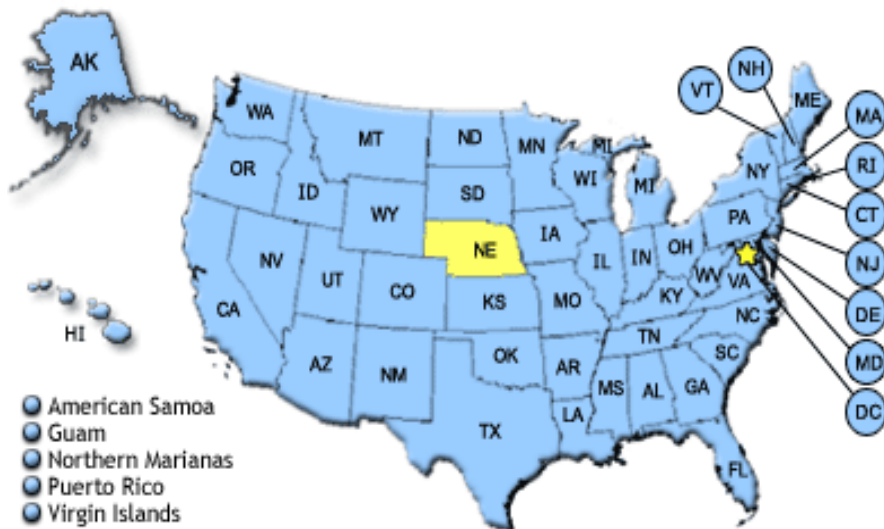 AK
WA
MT
ND
MN
MI
VT
NH
ME
MA
OR
ID
SD
WI
MI
NY
RI
WY
CT
NE
IA
PA
NV
UT
CO
IL
IN
OH
NJ
CA
KS
MO
WV
VA
KY
DE
HI
NC
TN
AZ
NM
OK
AR
SC
MD
MS
AL
GA
DC
American Samoa
LA
TX
Guam
Northern Marianas
FL
Puerto Rico
Virgin Islands